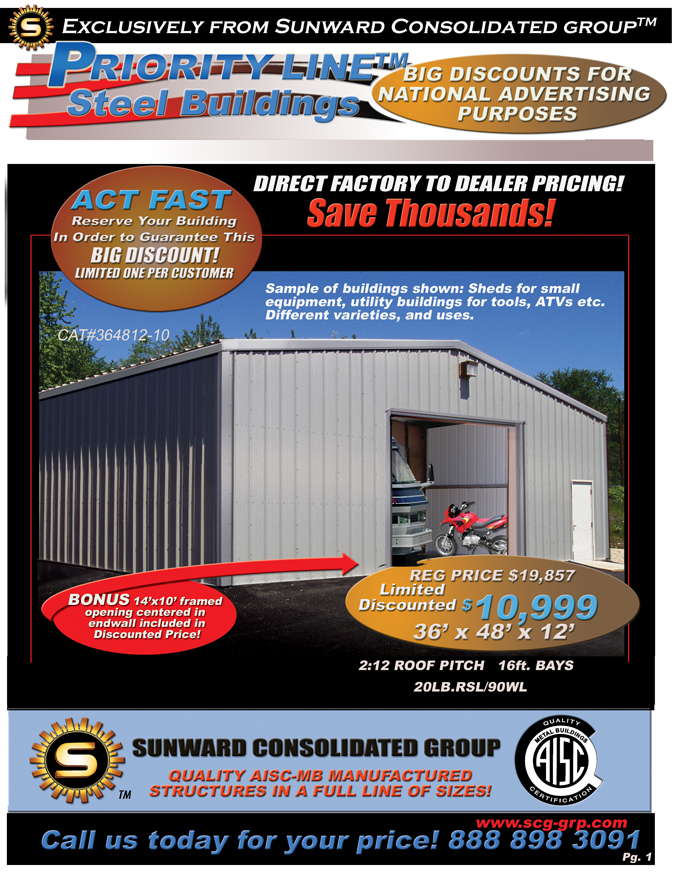 EXCLUSIVELY FROM SUNWARD CONSOLIDATED GROUP™
PRIORITY LINE™
Steel Buildings
BIG DISCOUNTS FOR
NATIONAL ADVERTISING
PURPOSES
ACT FAST
Reserve Your Building
In Order to Guarantee This
BIG DISCOUNT!
LIMITED ONE PER CUSTOMER
DIRECT FACTORY TO DEALER PRICING!
Save Thousands!
Sample of buildings shown: Sheds for small
equipment, utility buildings for tools, ATVs etc.
Different varieties, and uses.
CAT#364812-10
BONUS 14'x10' framed
opening centered in
endwall included in
Discounted Price!
REG PRICE $19,857
Limited
Discounted $10,999
36' x 48' x 12'
2:12 ROOF PITCH 16ft. BAYS
20LB.RSL/90WL
S
TM
SUNWARD CONSOLIDATED GROUP
QUALITY AISC-MB MANUFACTURED
STRUCTURES IN A FULL LINE OF SIZES!
QUALITY
METAL BUILDINGS
AISC
CERTIFICATION
www.scg-grp.com
Call us today for your price! 888 898 3091
Pg. 1